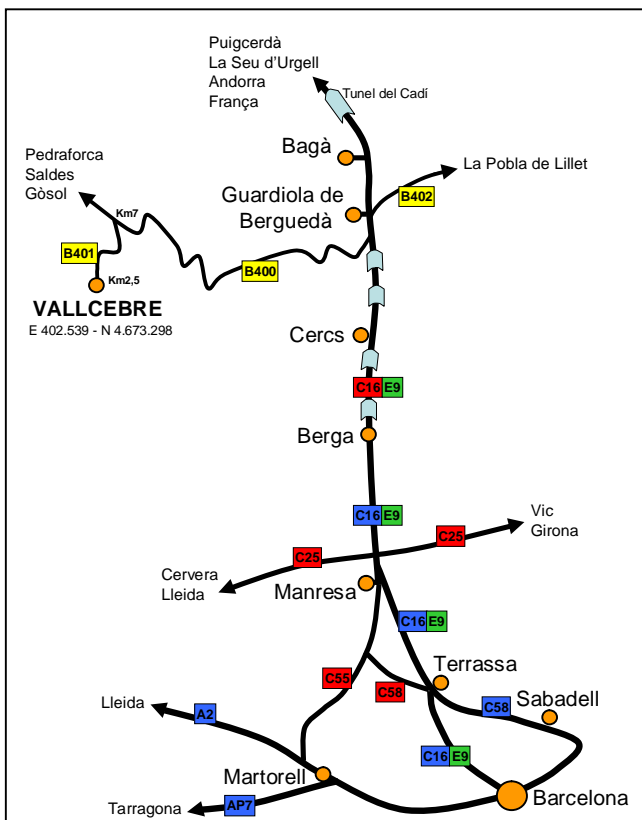 Puigcerdà
La Seu d'Urgell
Andorra
França
Tunel del Cadí
Bagà
Pedraforca
Saldes
Gòsol
La Pobla de Lillet
Guardiola de
Berguedà
B402
Km7
B401
B400
Km2,5
VALLCEBRE
E 402.539 - N 4.673.298
Cercs
C16 E9
Berga
C16 E9
Vic
Girona
C25
C25
Cervera
Lleida
Manresa
C16 E9
Terrassa
C55
C58
Sabadell
Lleida
A2
C58
C16 E9
Martorell
Barcelona
Tarragona
AP7